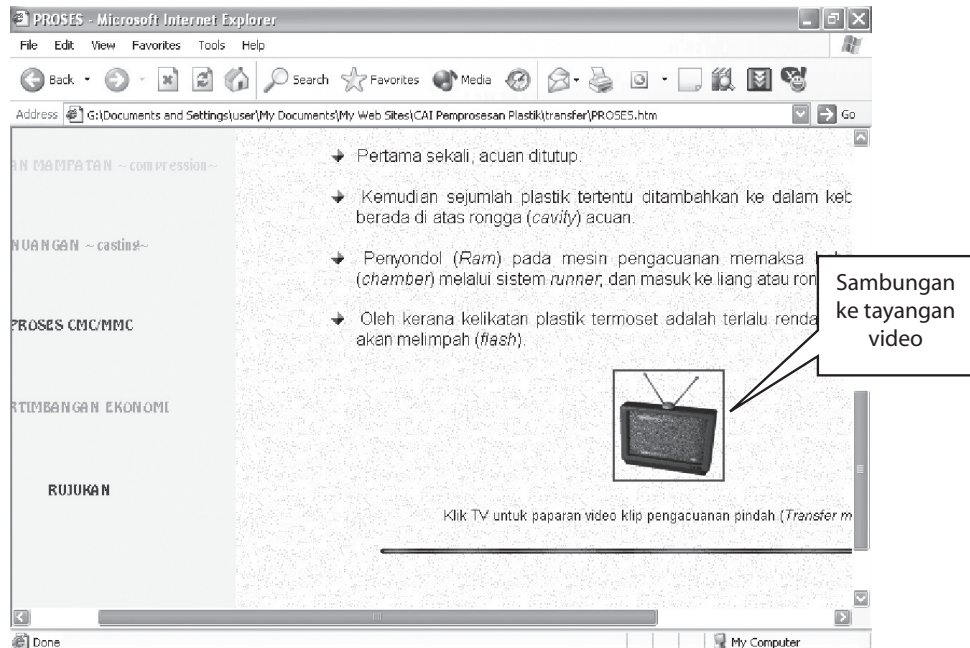 PROSES - Microsoft Internet Explorer
File Edit View Favorites Tools Help
Back Search Favorites Media
Address G:\Documents and Settings\user\My Documents\My Web Sites\CAI Pemprosesan Plastik\transfer\PROSES.htm Go
AN MAMPATAN ~compression~
NUANGAN ~casting~
PROSES CMC/MMC
RTIMBANGAN EKONOMI
RUJUKAN
Pertama sekali, acuan ditutup.
Kemudian sejumlah plastik tertentu ditambahkan ke dalam keb
berada di atas rongga (cavity) acuan.
Penyondol (Ram) pada mesin pengacuanan memaksa
(chamber) melalui sistem runner, dan masuk ke liang atau ron
Oleh kerana kelikatan plastik termoset adalah terlalu renda
akan melimpah (flash).
Sambungan
ke tayangan
video
Klik TV untuk paparan video klip pengacuanan pindah (Transfer m
Done My Computer